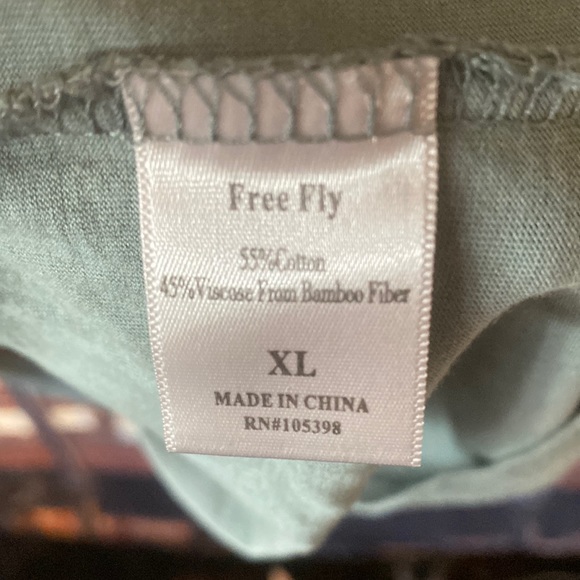 Free Fly
55%Cotton
45%Viscose From Bamboo Fiber
XL
MADE IN CHINA
RN#105398